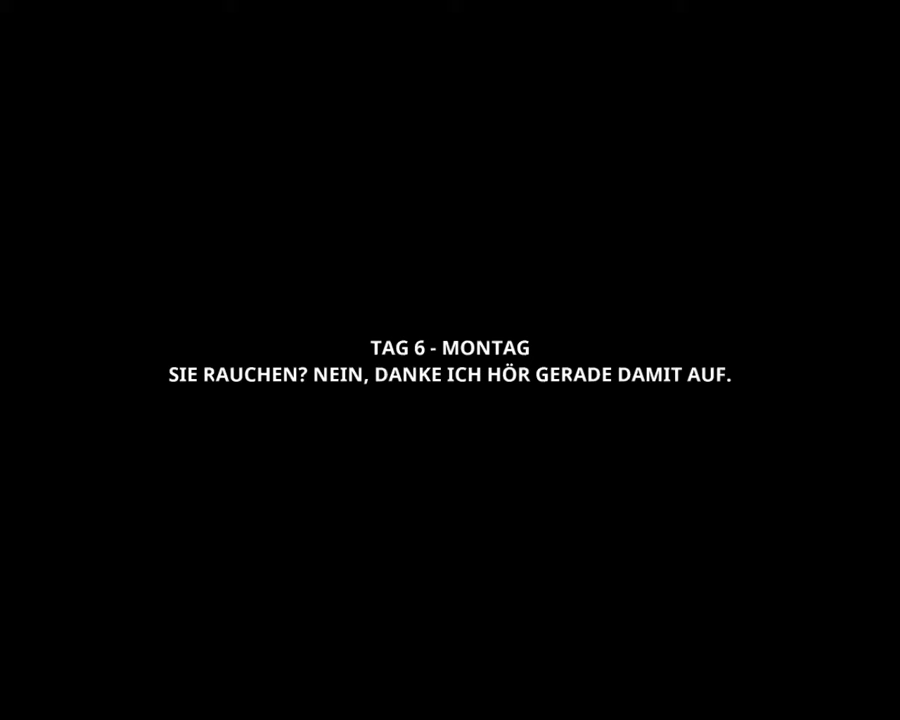 TAG 6 - MONTAG
SIE RAUCHEN? NEIN, DANKE ICH HÖR GERADE DAMIT AUF.